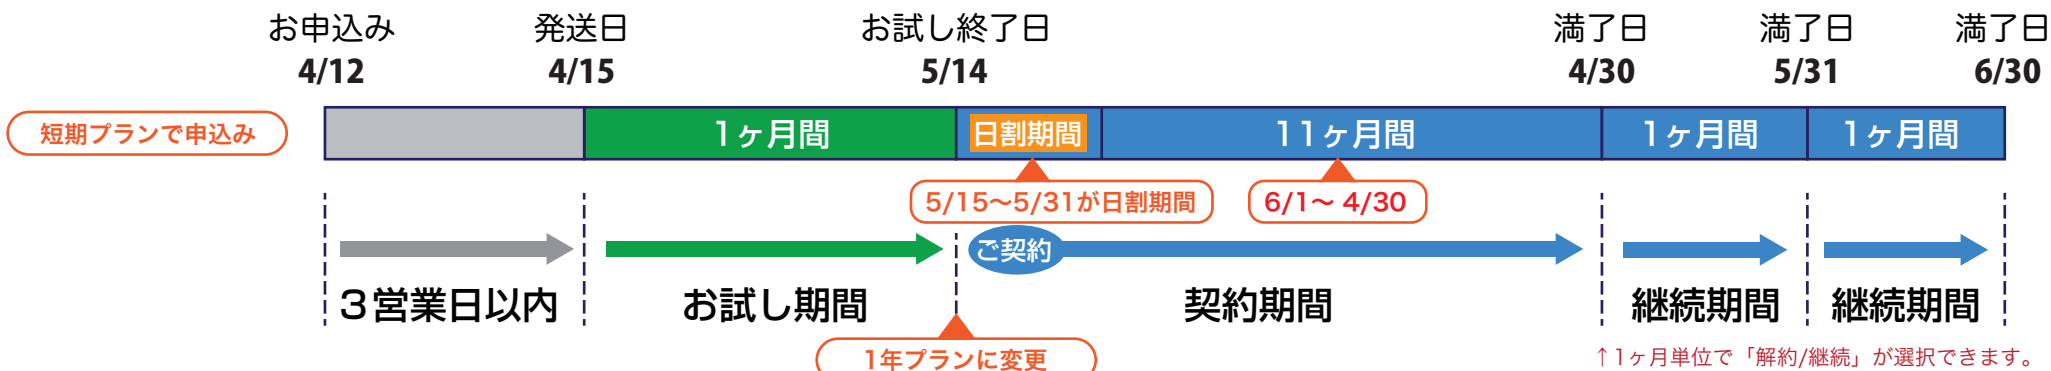 お申込み
4/12
発送日
4/15
お試し終了日
5/14
満了日
4/30
満了日
5/31
満了日
6/30
短期プランで申込み
1ヶ月間
日割期間
11ヶ月間
1ヶ月間
1ヶ月間
5/15〜5/31が日割期間
6/1〜 4/30
ご契約
3営業日以内
お試し期間
契約期間
継続期間
継続期間
1年プランに変更
↑1ヶ月単位で「解約/継続」が選択できます。